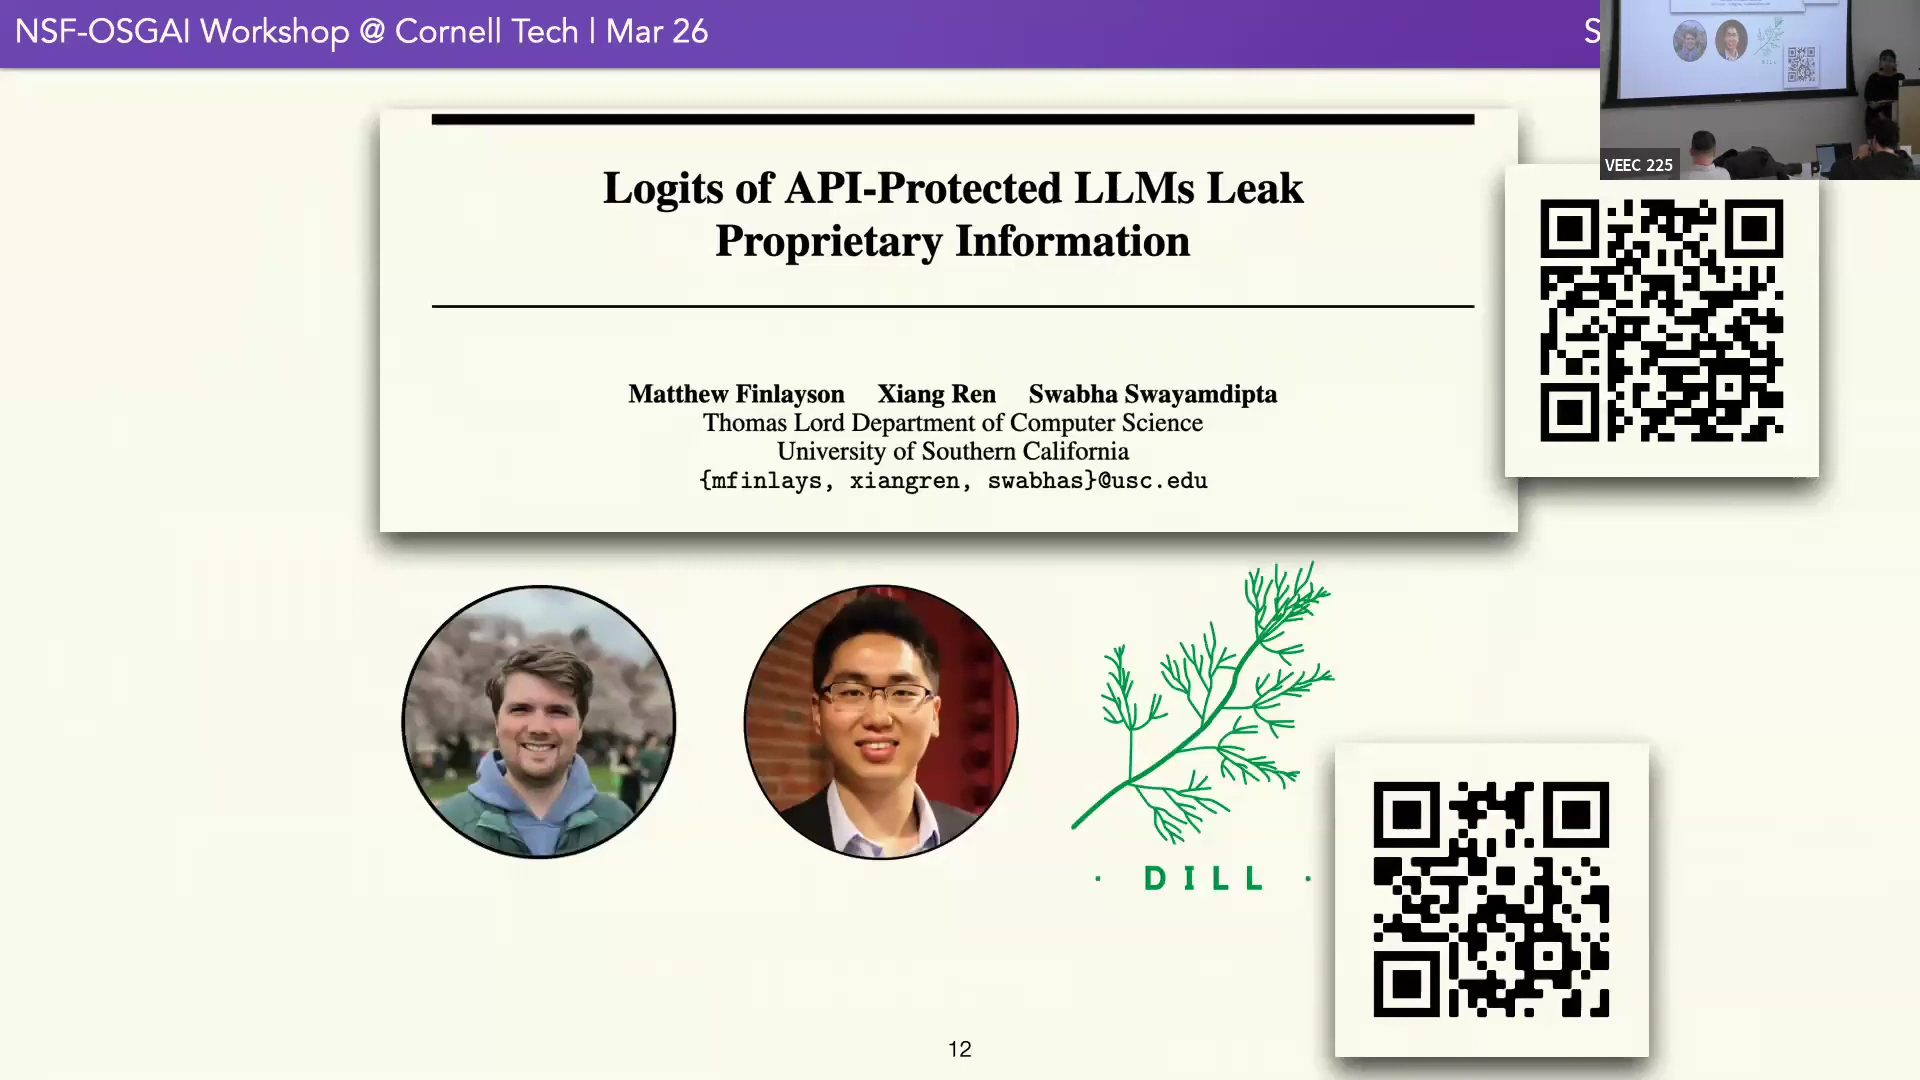 NSF-OSGAI Workshop @ Cornell Tech | Mar 26
S
VEEC 225
Logits of API-Protected LLMs Leak
Proprietary Information
Matthew Finlayson Xiang Ren Swabha Swayamdipta
Thomas Lord Department of Computer Science
University of Southern California
{mfinlays, xiangren, swabhas}@usc.edu
· DILL ·
12